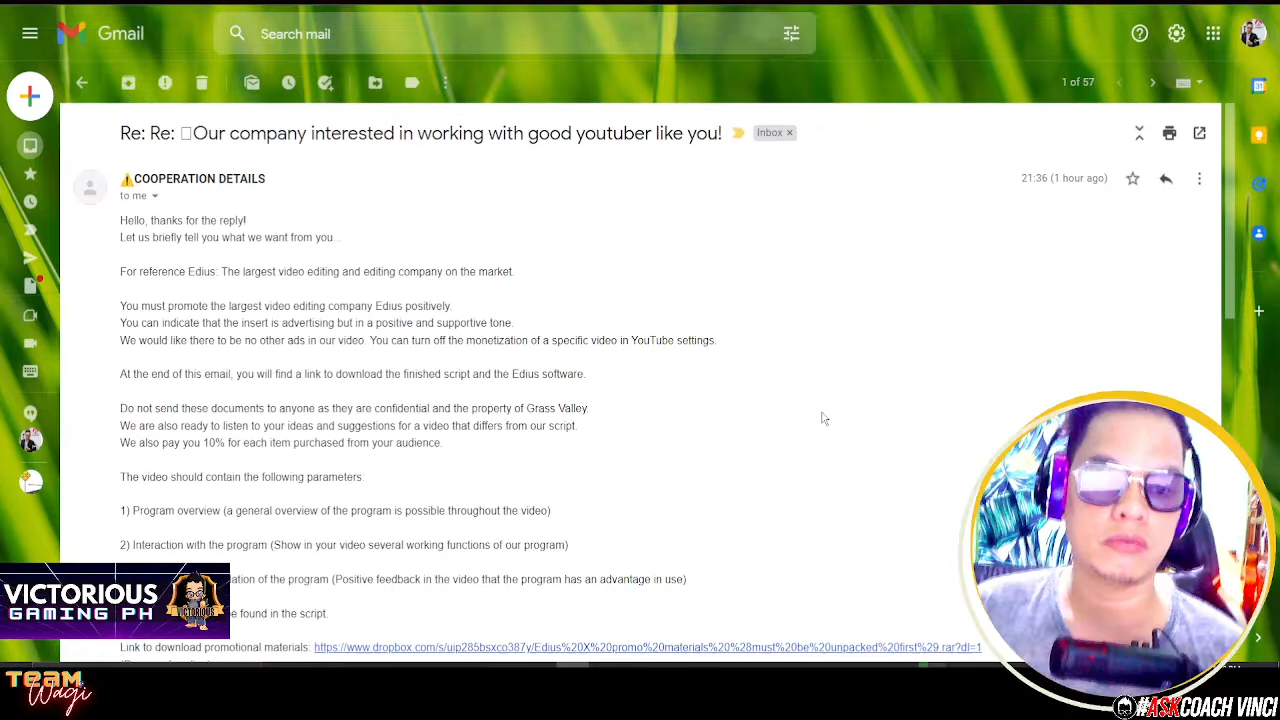 Gmail
Search mail
1 of 57
Re: Re: Our company interested in working with good youtuber like you!
Inbox ×
COOPERATION DETAILS
21:36 (1 hour ago)
to me
Hello, thanks for the reply!
Let us briefly tell you what we want from you...
For reference Edius: The largest video editing and editing company on the market.
You must promote the largest video editing company Edius positively.
You can indicate that the insert is advertising but in a positive and supportive tone.
We would like there to be no other ads in our video. You can turn off the monetization of a specific video in YouTube settings.
At the end of this email, you will find a link to download the finished script and the Edius software.
Do not send these documents to anyone as they are confidential and the property of Grass Valley.
We are also ready to listen to your ideas and suggestions for a video that differs from our script.
We also pay you 10% for each item purchased from your audience.
The video should contain the following parameters:
1) Program overview (a general overview of the program is possible throughout the video)
2) Interaction with the program (Show in your video several working functions of our program)
ation of the program (Positive feedback in the video that the program has an advantage in use)
e found in the script.
Link to download promotional materials: https://www.dropbox.com/s/uip285bsxco387y/Edius%20X%20promo%20materials%20%28must%20be%20unpacked%20first%29.rar?dl=1
VICTORIOUS
GAMING PH
VICTORIOUS
TEAM
Wagi
#ASKCOACH VINCI